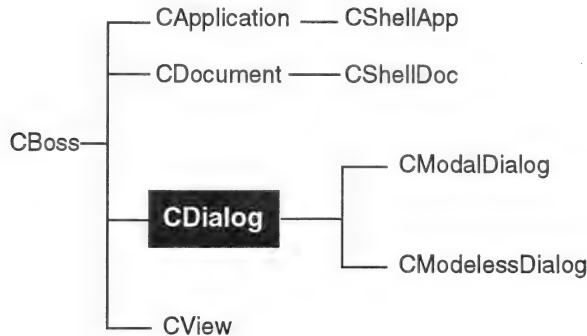 CApplication CShellApp
CDocument CShellDoc
CBoss
CModalDialog
CDialog
CModelessDialog
CView